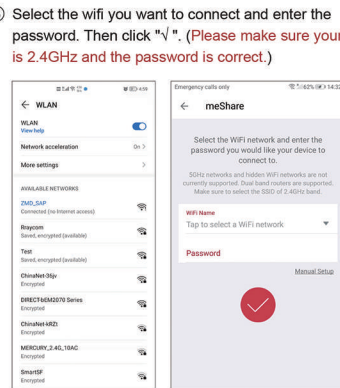 Select the wifi you want to connect and enter the
password. Then click "√ ". (Please make sure your
is 2.4GHz and the password is correct.)
4:59
← WLAN
WLAN
View help
Network acceleration On >
More settings >
AVAILABLE NETWORKS
ZMD_SAP
Connected (no Internet access)
Raycom
Saved, encrypted (available)
Test
Saved, encrypted (available)
ChinaNet-36jv
Encrypted
DIRECT-bEM2070 Series
Encrypted
ChinaNet-kRZt
Encrypted
MERCURY_2.4G_10AC
Encrypted
SmartSF
Encrypted
Emergency calls only 62% 14:32
← meShare
Select the WiFi network and enter the
password you would like your device to
connect to.
5GHz networks and hidden WiFi networks are not
currently supported. Dual band routers are supported.
Make sure to select the SSID of 2.4GHz band.
WiFi Name
Tap to select a WiFi network
Password
Manual Setup